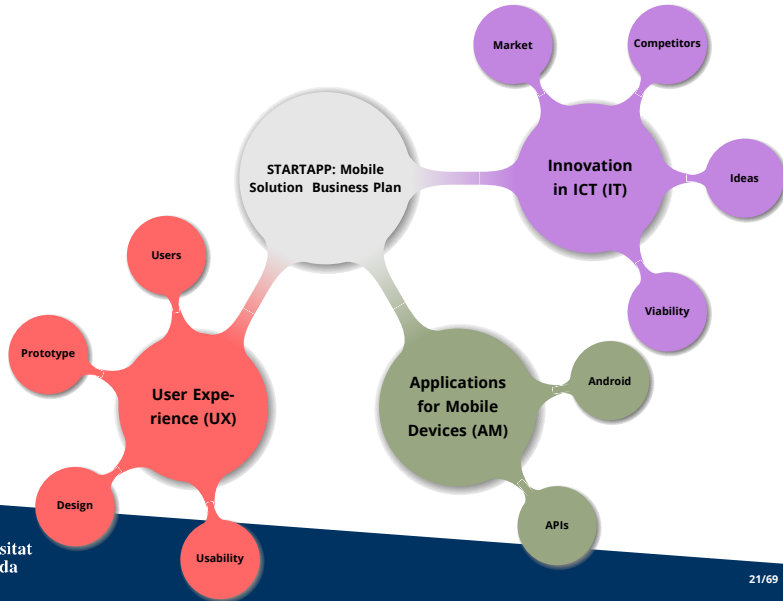 Market
Competitors
STARTAPP: Mobile
Solution Business Plan
Innovation
in ICT (IT)
Ideas
Viability
Users
Prototype
User Expe-
rience (UX)
Design
Usability
Applications
for Mobile
Devices (AM)
Android
APIs
sitat
da
21/69